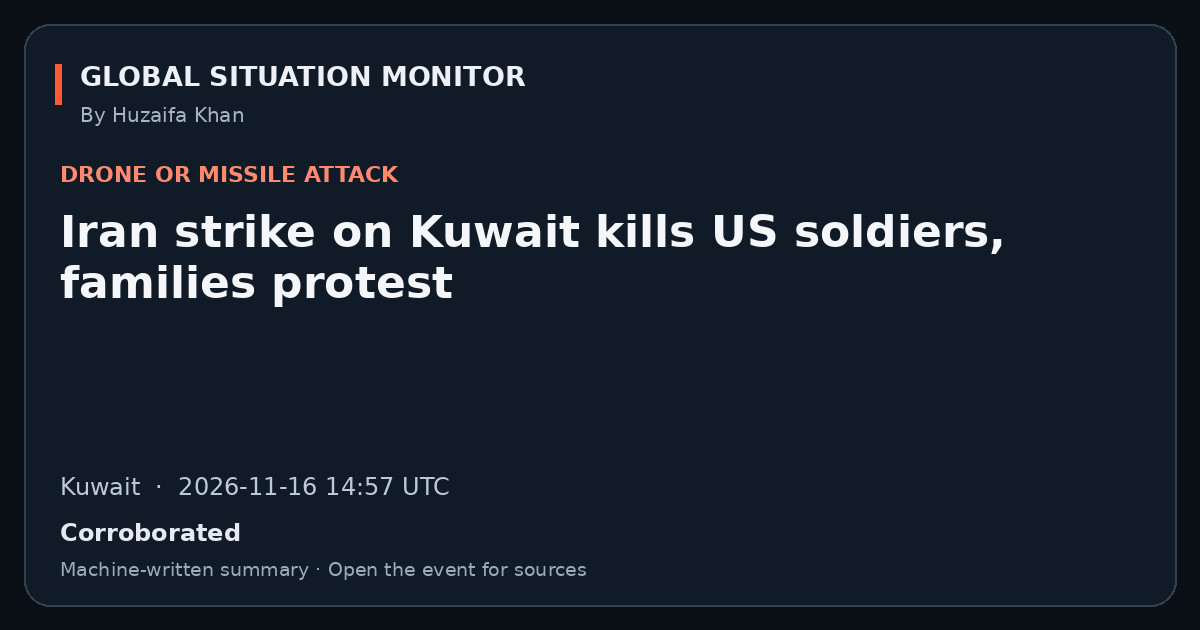 GLOBAL SITUATION MONITOR
By Huzaifa Khan
DRONE OR MISSILE ATTACK
Iran strike on Kuwait kills US soldiers,
families protest
Kuwait · 2026-11-16 14:57 UTC
Corroborated
Machine-written summary · Open the event for sources